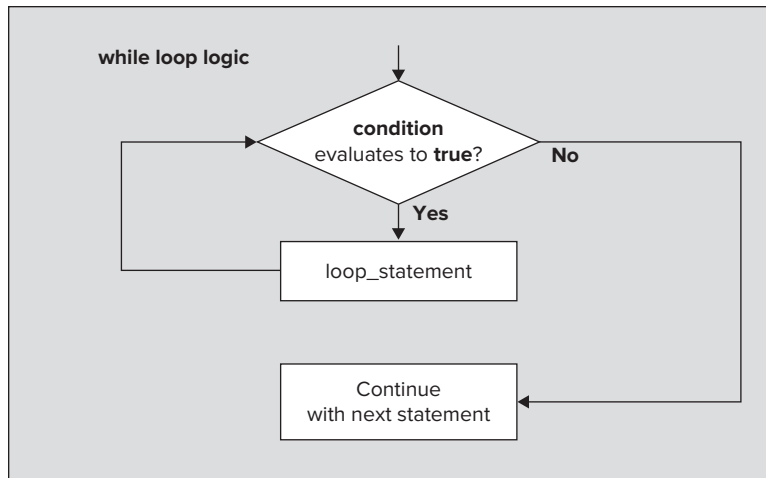 while loop logic
condition
evaluates to true?
No
Yes
loop_statement
Continue
with next statement